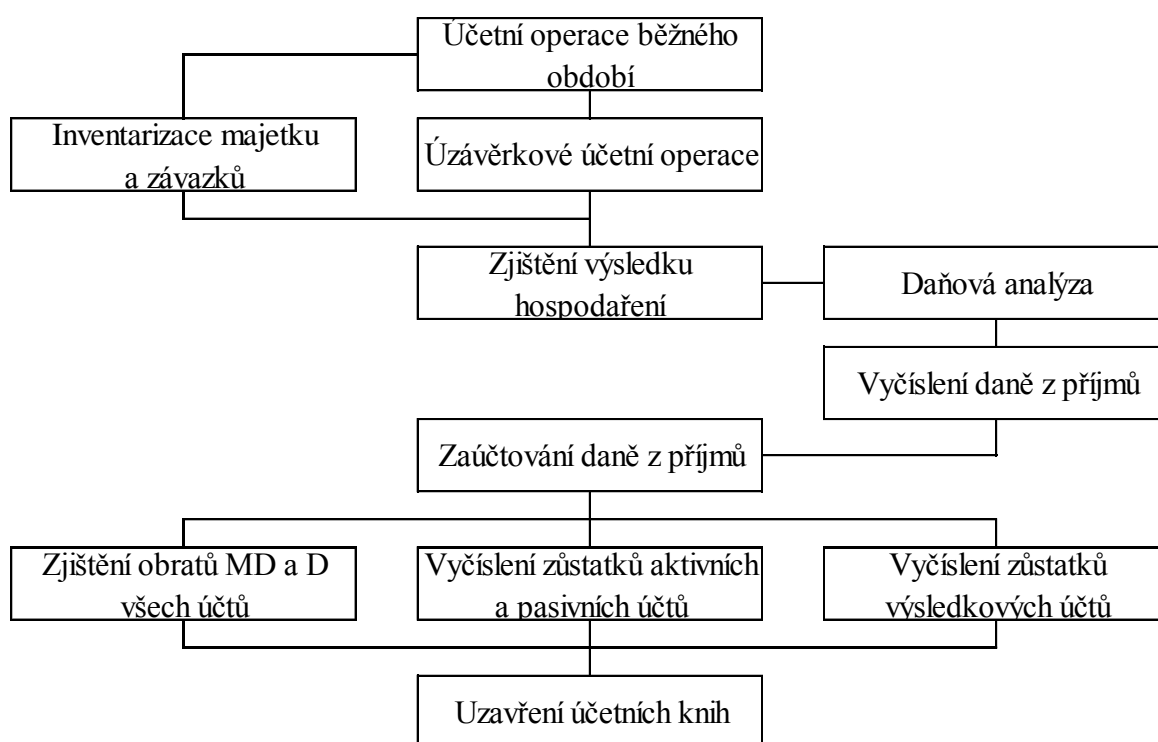 Účetní operace běžného
období
Inventarizace majetku
a závazků
Úzávěrkové účetní operace
Zjištění výsledku
hospodaření
Daňová analýza
Vyčíslení daně z příjmů
Zaúčtování daně z příjmů
Zjištění obratů MD a D
všech účtů
Vyčíslení zůstatků aktivních
a pasivních účtů
Vyčíslení zůstatků
výsledkových účtů
Uzavření účetních knih